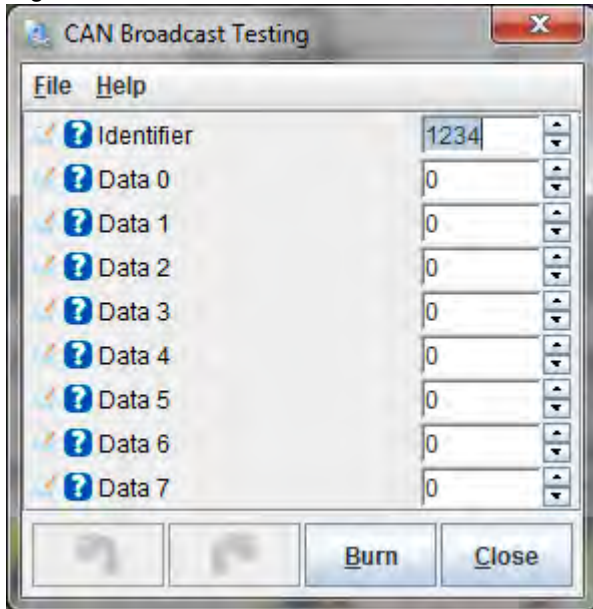 CAN Broadcast Testing
File Help
Identifier 1234
Data 0 0
Data 1 0
Data 2 0
Data 3 0
Data 4 0
Data 5 0
Data 6 0
Data 7 0
Burn Close